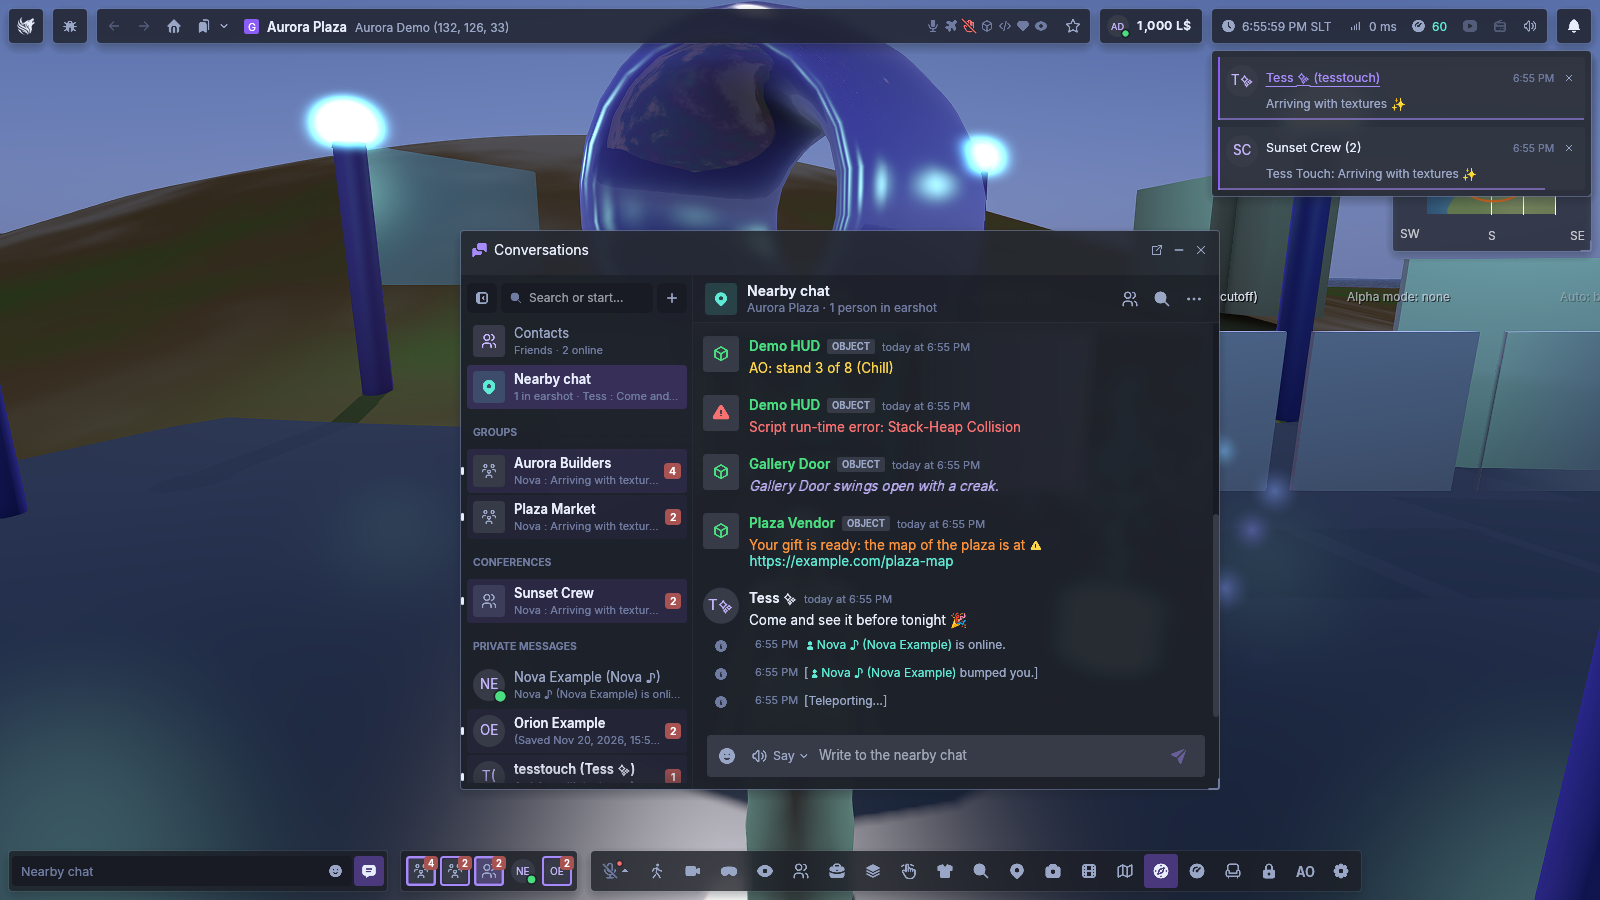 G Aurora Plaza Aurora Demo (132, 126, 33)
AD 1,000 L$
6:55:59 PM SLT 0 ms 60
T✧ Tess ✧ (tesstouch) 6:55 PM
Arriving with textures ✨
SC Sunset Crew (2) 6:55 PM
Tess Touch: Arriving with textures ✨
SW S SE
cutoff) Alpha mode: none
Conversations
Search or start...
Contacts
Friends · 2 online
Nearby chat
1 in earshot · Tess : Come and...
GROUPS
Aurora Builders 4
Nova : Arriving with textur...
Plaza Market 2
Nova : Arriving with textur...
CONFERENCES
Sunset Crew 2
Nova : Arriving with textur...
PRIVATE MESSAGES
NE Nova Example (Nova ♪)
Nova ♪ (Nova Example) is onli...
OE Orion Example 2
(Saved Nov 20, 2026, 15:5...
T( tesstouch (Tess ✧) 1
Nearby chat
Aurora Plaza · 1 person in earshot
Demo HUD OBJECT today at 6:55 PM
AO: stand 3 of 8 (Chill)
Demo HUD OBJECT today at 6:55 PM
Script run-time error: Stack-Heap Collision
Gallery Door OBJECT today at 6:55 PM
Gallery Door swings open with a creak.
Plaza Vendor OBJECT today at 6:55 PM
Your gift is ready: the map of the plaza is at ⚠
https://example.com/plaza-map
T✧ Tess ✧ today at 6:55 PM
Come and see it before tonight 🎉
6:55 PM Nova ♪ (Nova Example) is online.
6:55 PM [ Nova ♪ (Nova Example) bumped you.]
6:55 PM [Teleporting...]
Say Write to the nearby chat
Nearby chat
4 2 2 NE OE 2
AO